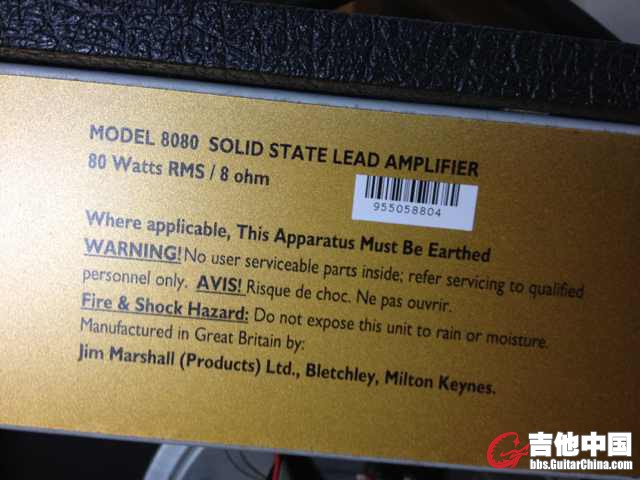 MODEL 8080 SOLID STATE LEAD AMPLIFIER
80 Watts RMS / 8 ohm
955058804
Where applicable, This Apparatus Must Be Earthed
WARNING! No user serviceable parts inside; refer servicing to qualified
personnel only. AVIS! Risque de choc. Ne pas ouvrir.
Fire & Shock Hazard: Do not expose this unit to rain or moisture.
Manufactured in Great Britain by:
Jim Marshall (Products) Ltd., Bletchley, Milton Keynes.
吉他中国
bbs.GuitarChina.com